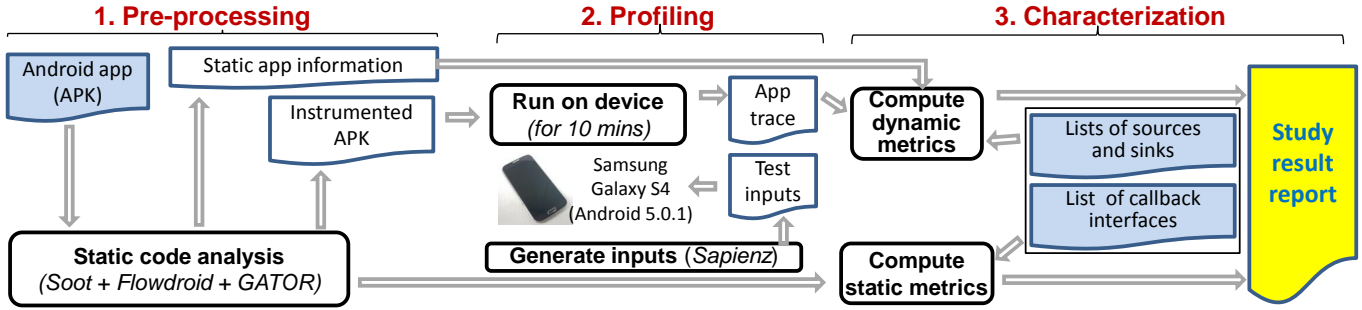 1. Pre-processing
2. Profiling
3. Characterization
Android app
(APK)
Static app information
Instrumented
APK
Static code analysis
(Soot + Flowdroid + GATOR)
Run on device
(for 10 mins)
App
trace
Samsung
Galaxy S4
(Android 5.0.1)
Test
inputs
Generate inputs (Sapienz)
Compute
dynamic
metrics
Lists of sources
and sinks
List of callback
interfaces
Compute
static metrics
Study
result
report